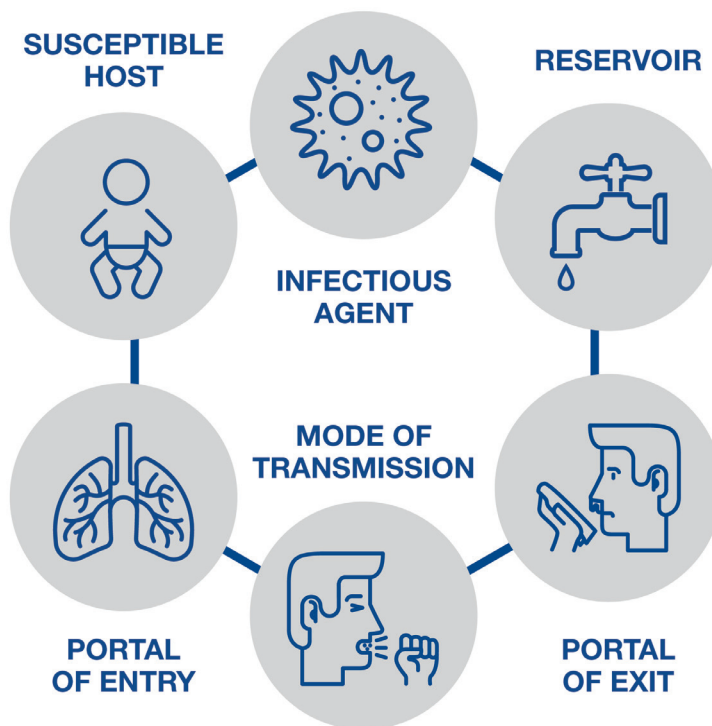 SUSCEPTIBLE
HOST
RESERVOIR
INFECTIOUS
AGENT
MODE OF
TRANSMISSION
PORTAL
OF ENTRY
PORTAL
OF EXIT